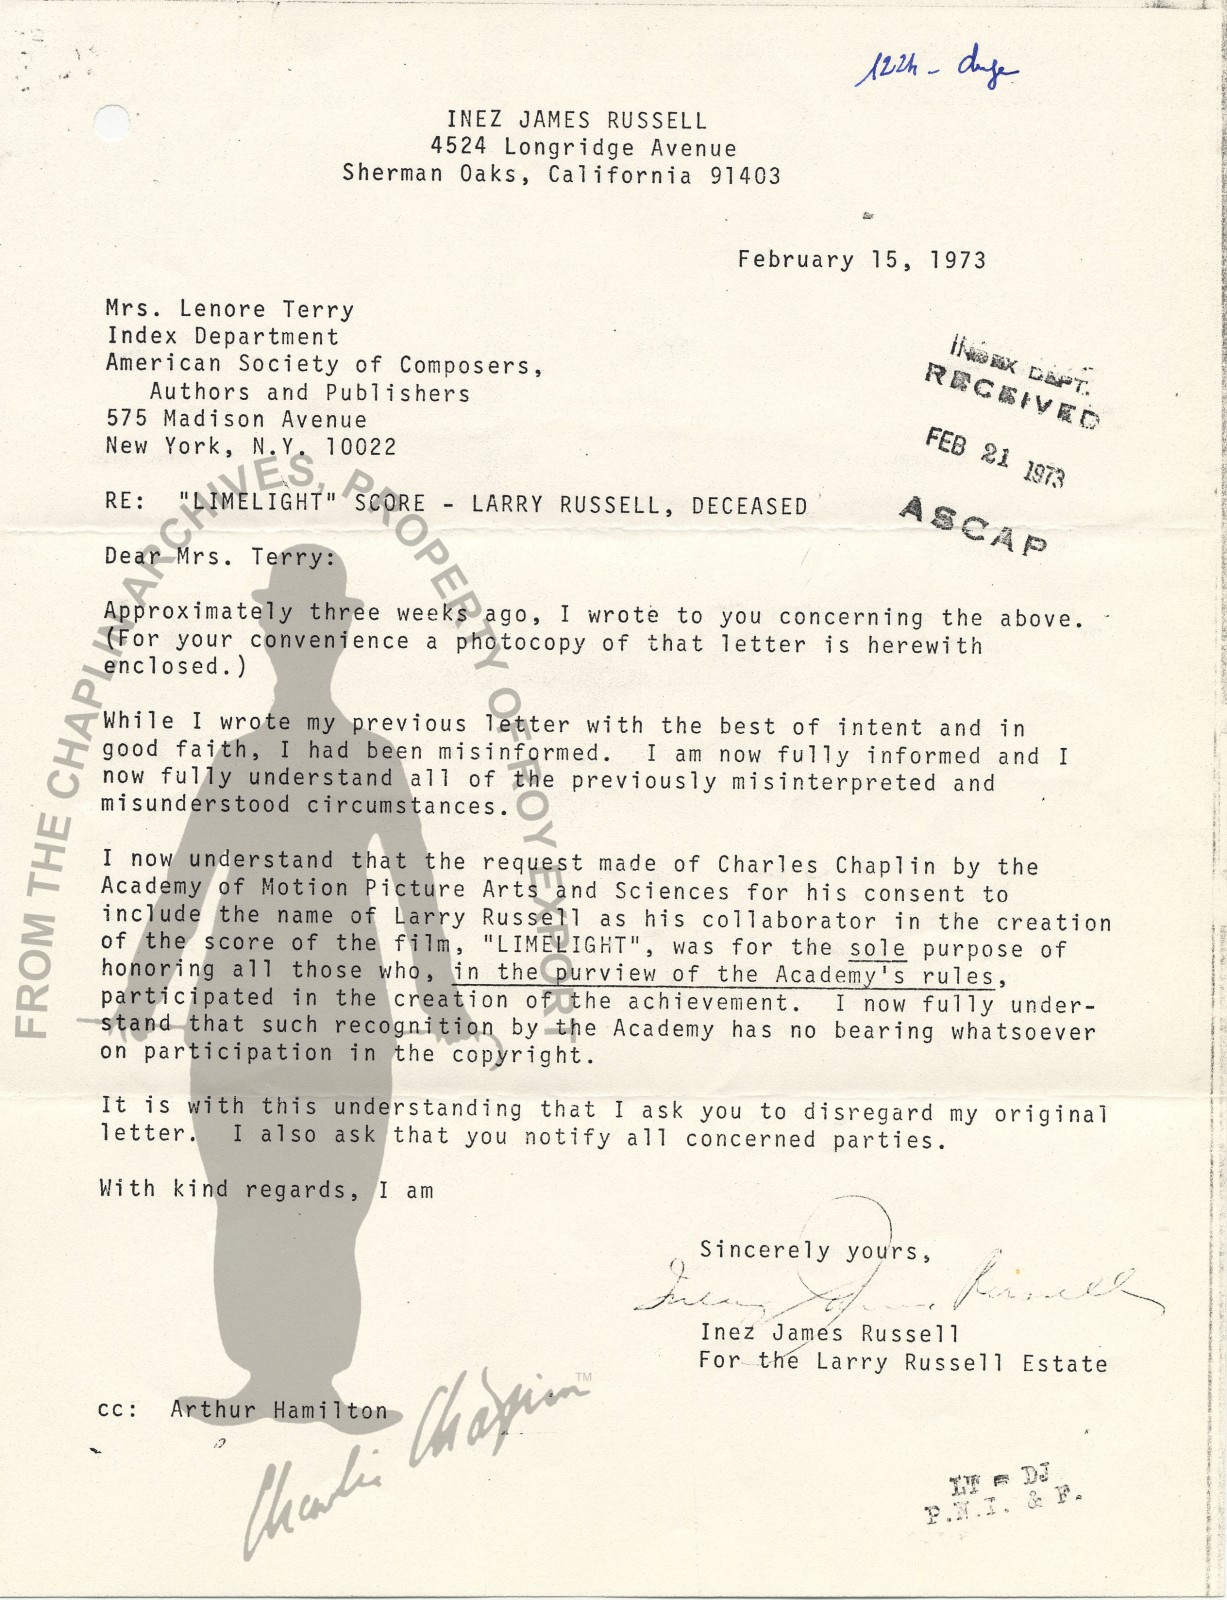 INEZ JAMES RUSSELL
4524 Longridge Avenue
Sherman Oaks, California 91403
February 15, 1973
Mrs. Lenore Terry
Index Department
American Society of Composers,
Authors and Publishers
575 Madison Avenue
New York, N.Y. 10022
INDEX DEPT.
RECEIVED
FEB 21 1973
ASCAP
RE: "LIMELIGHT" SCORE - LARRY RUSSELL, DECEASED
Dear Mrs. Terry:
Approximately three weeks ago, I wrote to you concerning the above.
(For your convenience a photocopy of that letter is herewith
enclosed.)
While I wrote my previous letter with the best of intent and in
good faith, I had been misinformed. I am now fully informed and I
now fully understand all of the previously misinterpreted and
misunderstood circumstances.
I now understand that the request made of Charles Chaplin by the
Academy of Motion Picture Arts and Sciences for his consent to
include the name of Larry Russell as his collaborator in the creation
of the score of the film, "LIMELIGHT", was for the sole purpose of
honoring all those who, in the purview of the Academy's rules,
participated in the creation of the achievement. I now fully under-
stand that such recognition by the Academy has no bearing whatsoever
on participation in the copyright.
It is with this understanding that I ask you to disregard my original
letter. I also ask that you notify all concerned parties.
With kind regards, I am
Sincerely yours,
Inez James Russell
Inez James Russell
For the Larry Russell Estate
cc: Arthur Hamilton
LT = DJ
P.N.I. & F.
FROM THE CHAPLIN ARCHIVES, PROPERTY OF ROY EXPORT
Charlie Chaplin TM